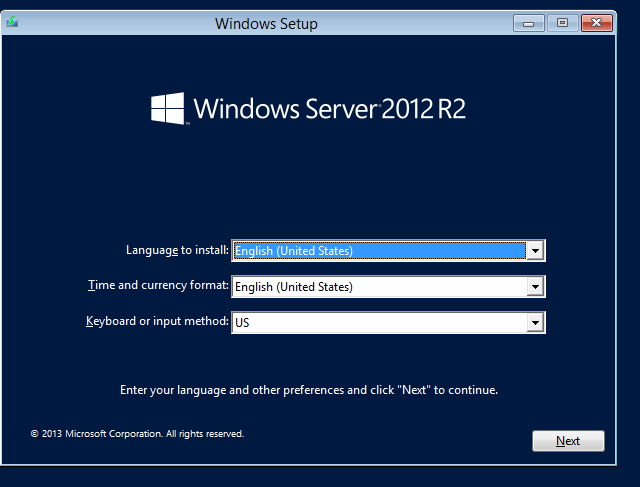 Windows Setup
Windows Server 2012 R2
Language to install: English (United States)
Time and currency format: English (United States)
Keyboard or input method: US
Enter your language and other preferences and click "Next" to continue.
© 2013 Microsoft Corporation. All rights reserved.
Next